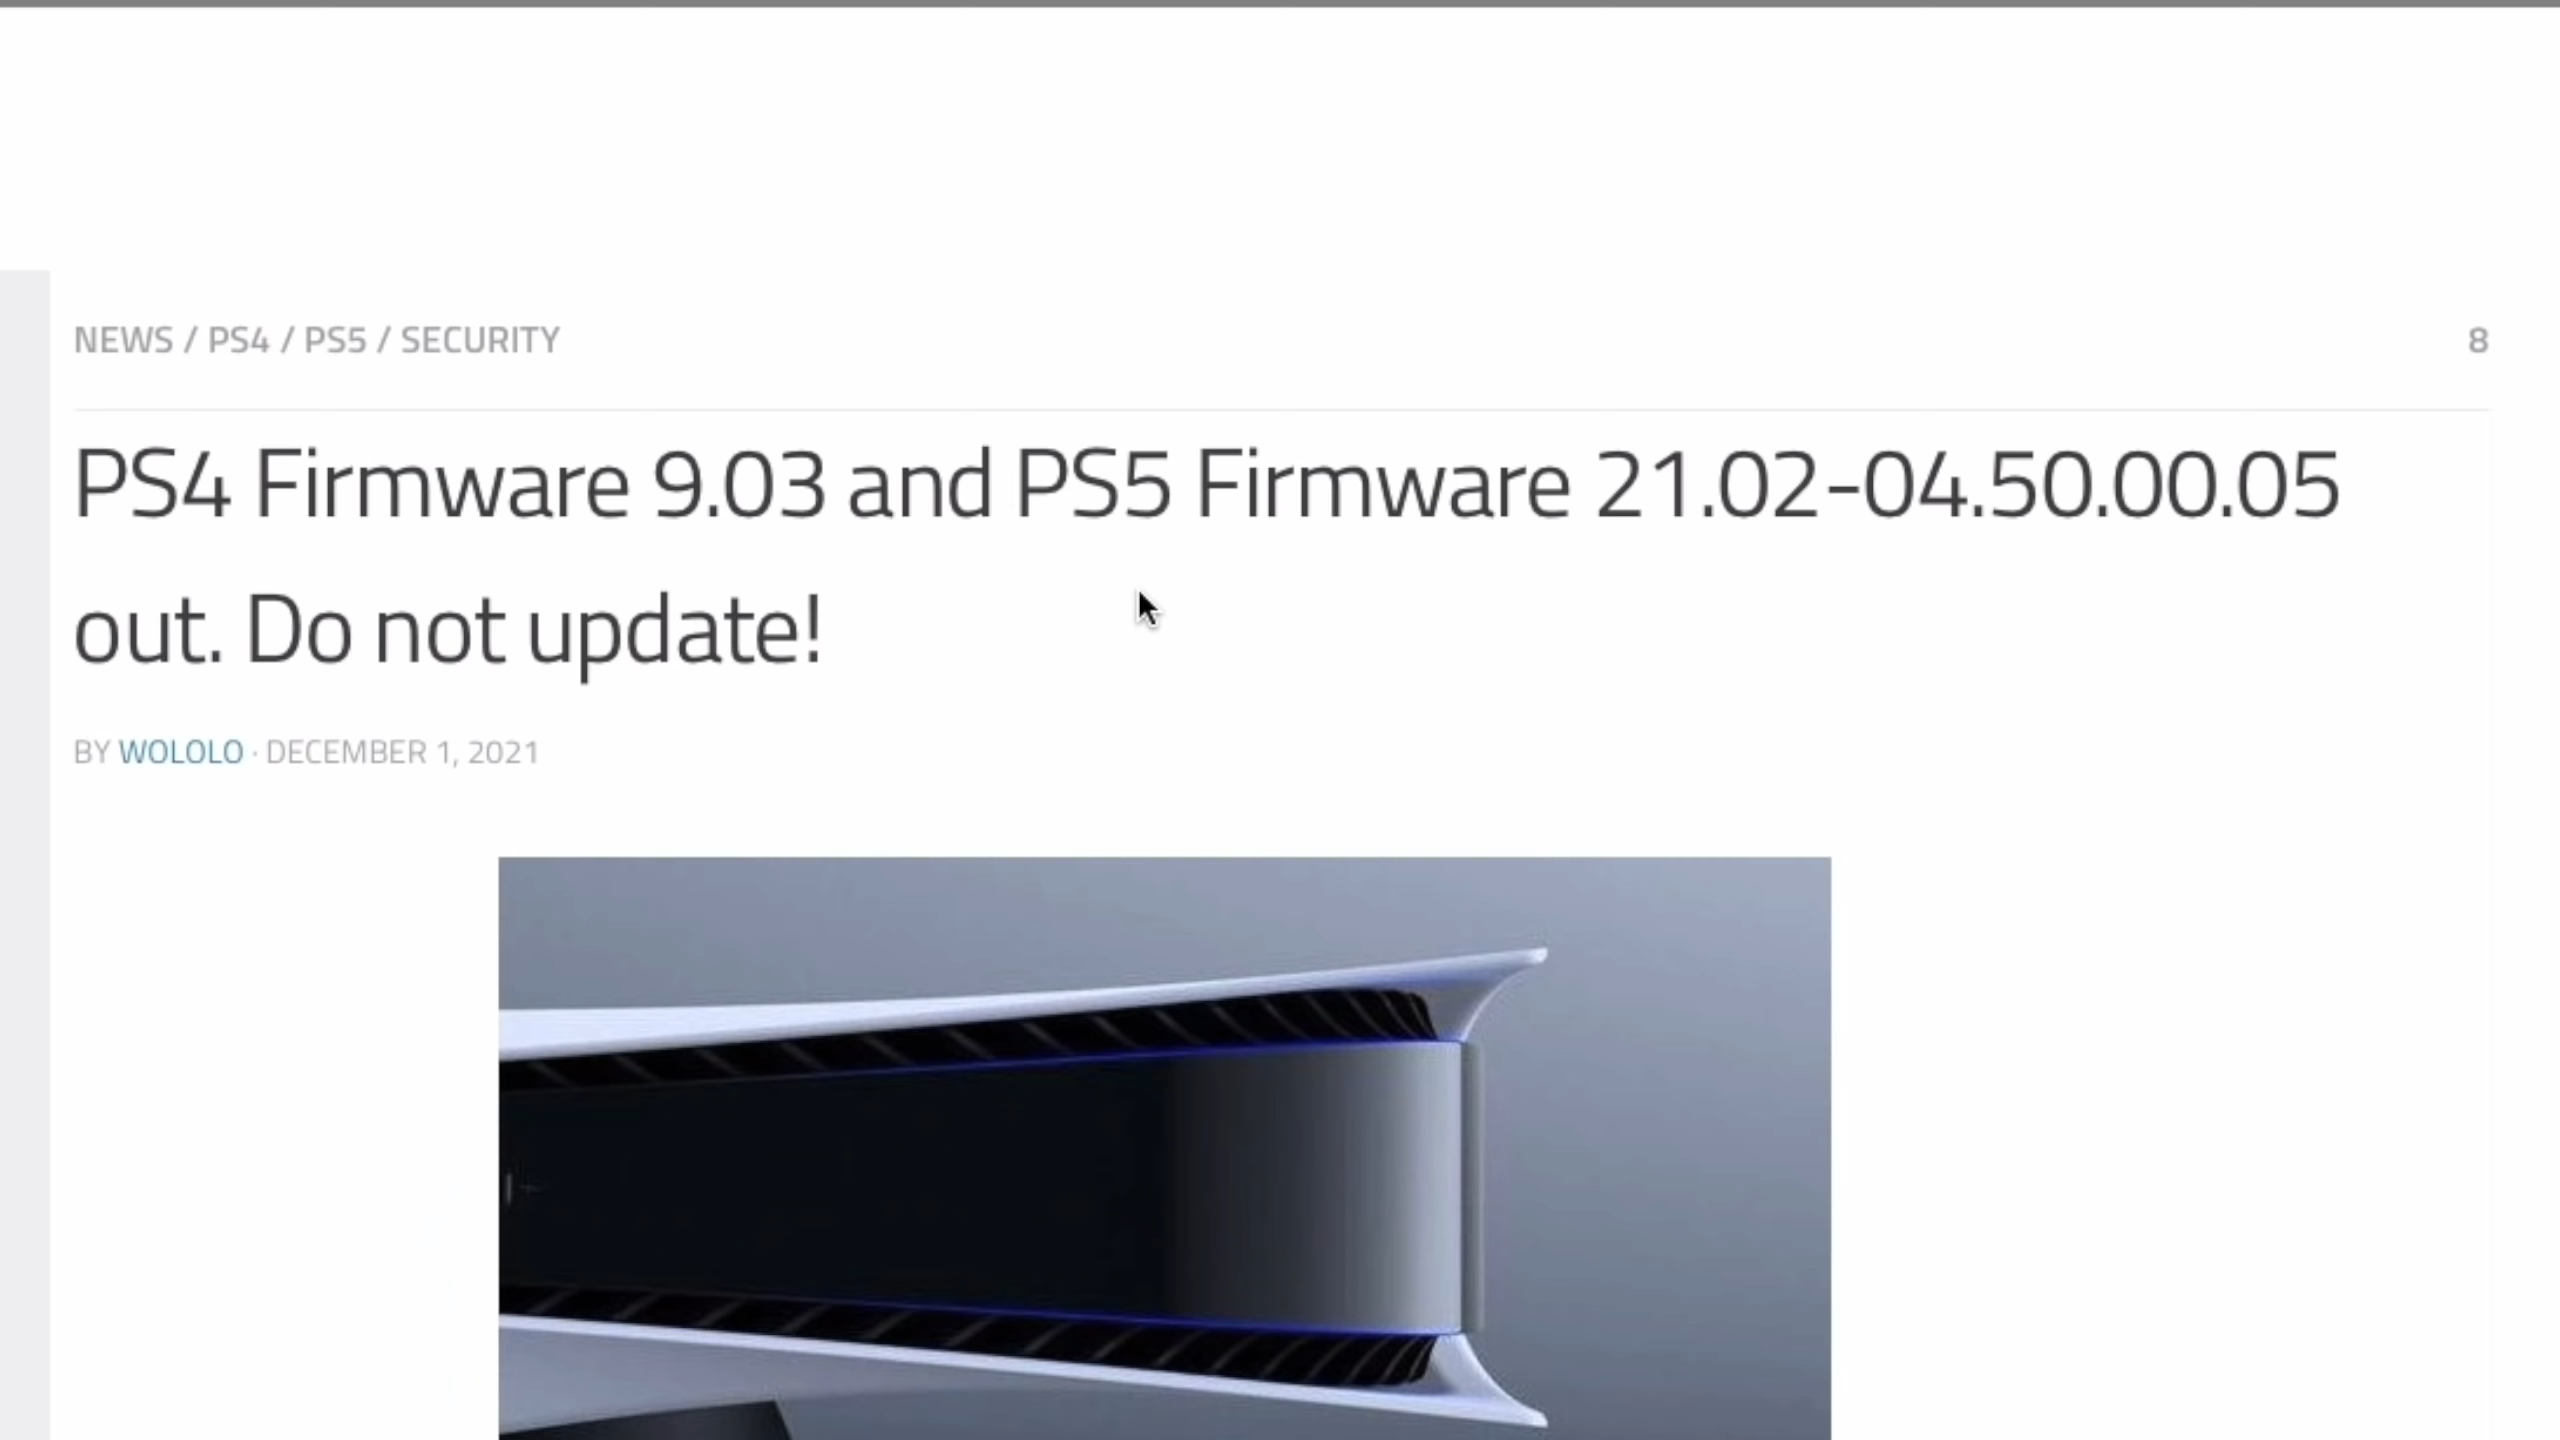 NEWS / PS4 / PS5 / SECURITY
8
PS4 Firmware 9.03 and PS5 Firmware 21.02-04.50.00.05
out. Do not update!
BY WOLOLO · DECEMBER 1, 2021